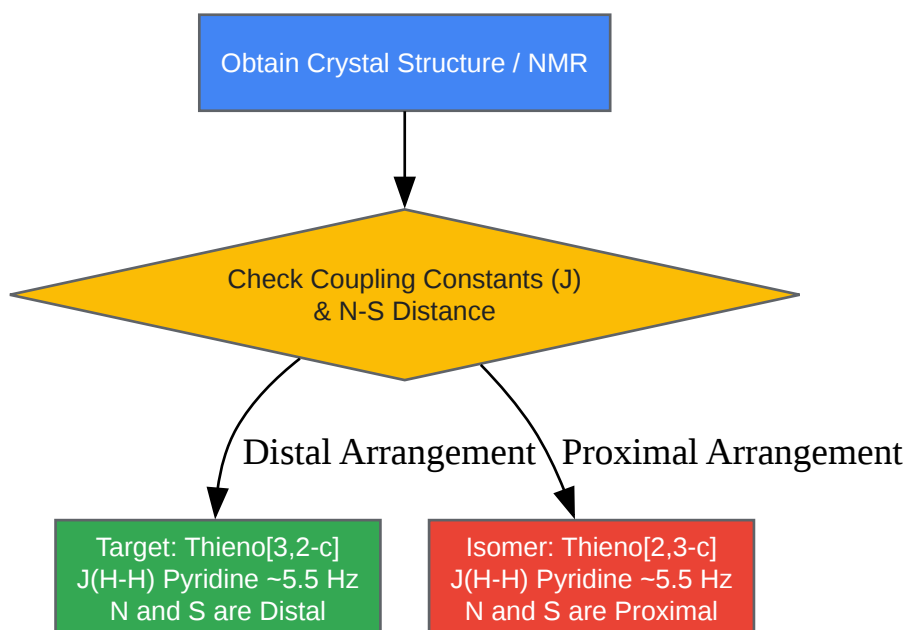 Obtain Crystal Structure / NMR
Check Coupling Constants (J)
& N-S Distance
Distal Arrangement
Proximal Arrangement
Target: Thieno[3,2-c]
J(H-H) Pyridine ~5.5 Hz
N and S are Distal
Isomer: Thieno[2,3-c]
J(H-H) Pyridine ~5.5 Hz
N and S are Proximal